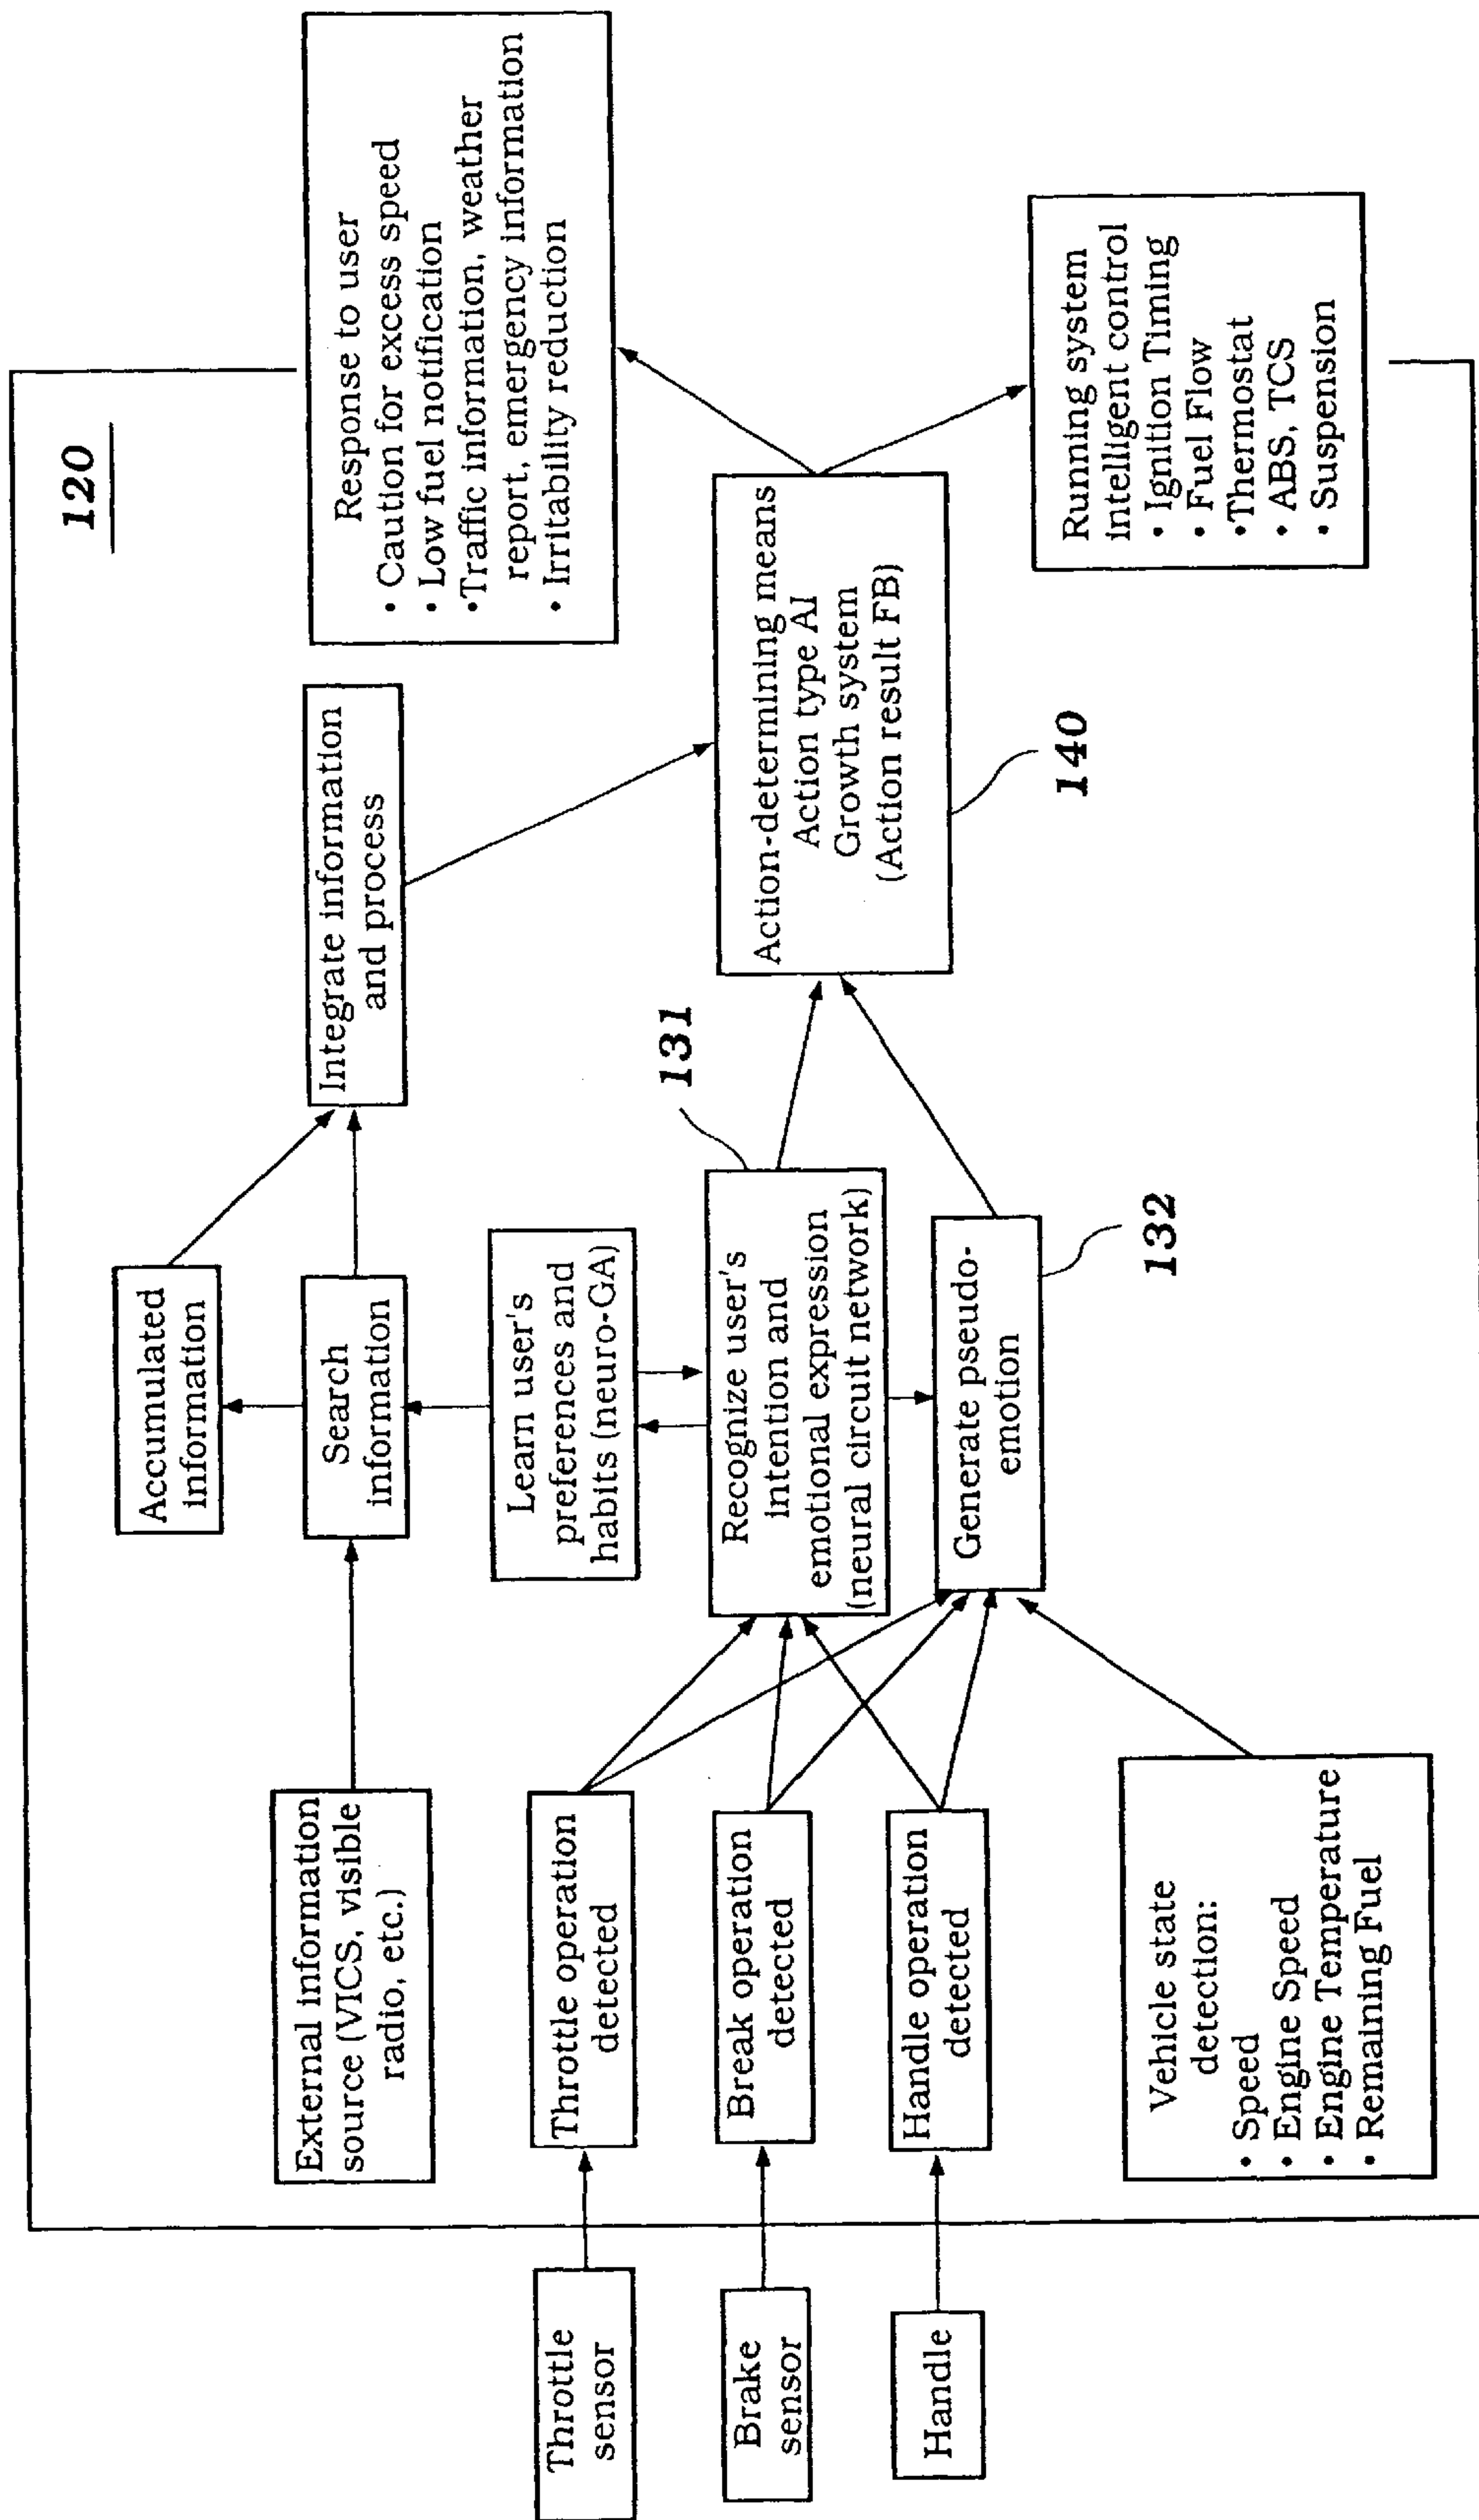 120
Throttle
sensor
Brake
sensor
Handle
External information
source (VICS, visible
radio, etc.)
Throttle operation
detected
Break operation
detected
Handle operation
detected
Vehicle state
detection:
• Speed
• Engine Speed
• Engine Temperature
• Remaining Fuel
Accumulated
information
Search
information
Learn user's
preferences and
habits (neuro-GA)
Recognize user's
intention and
emotional expression
(neural circuit network)
131
Generate pseudo-
emotion
132
Integrate information
and process
Action-determining means
Action type AI
Growth system
(Action result FB)
140
Response to user
• Caution for excess speed
• Low fuel notification
•Traffic information, weather
report, emergency information
• Irritability reduction
Running system
intelligent control
• Ignition Timing
• Fuel Flow
•Thermostat
• ABS, TCS
• Suspension